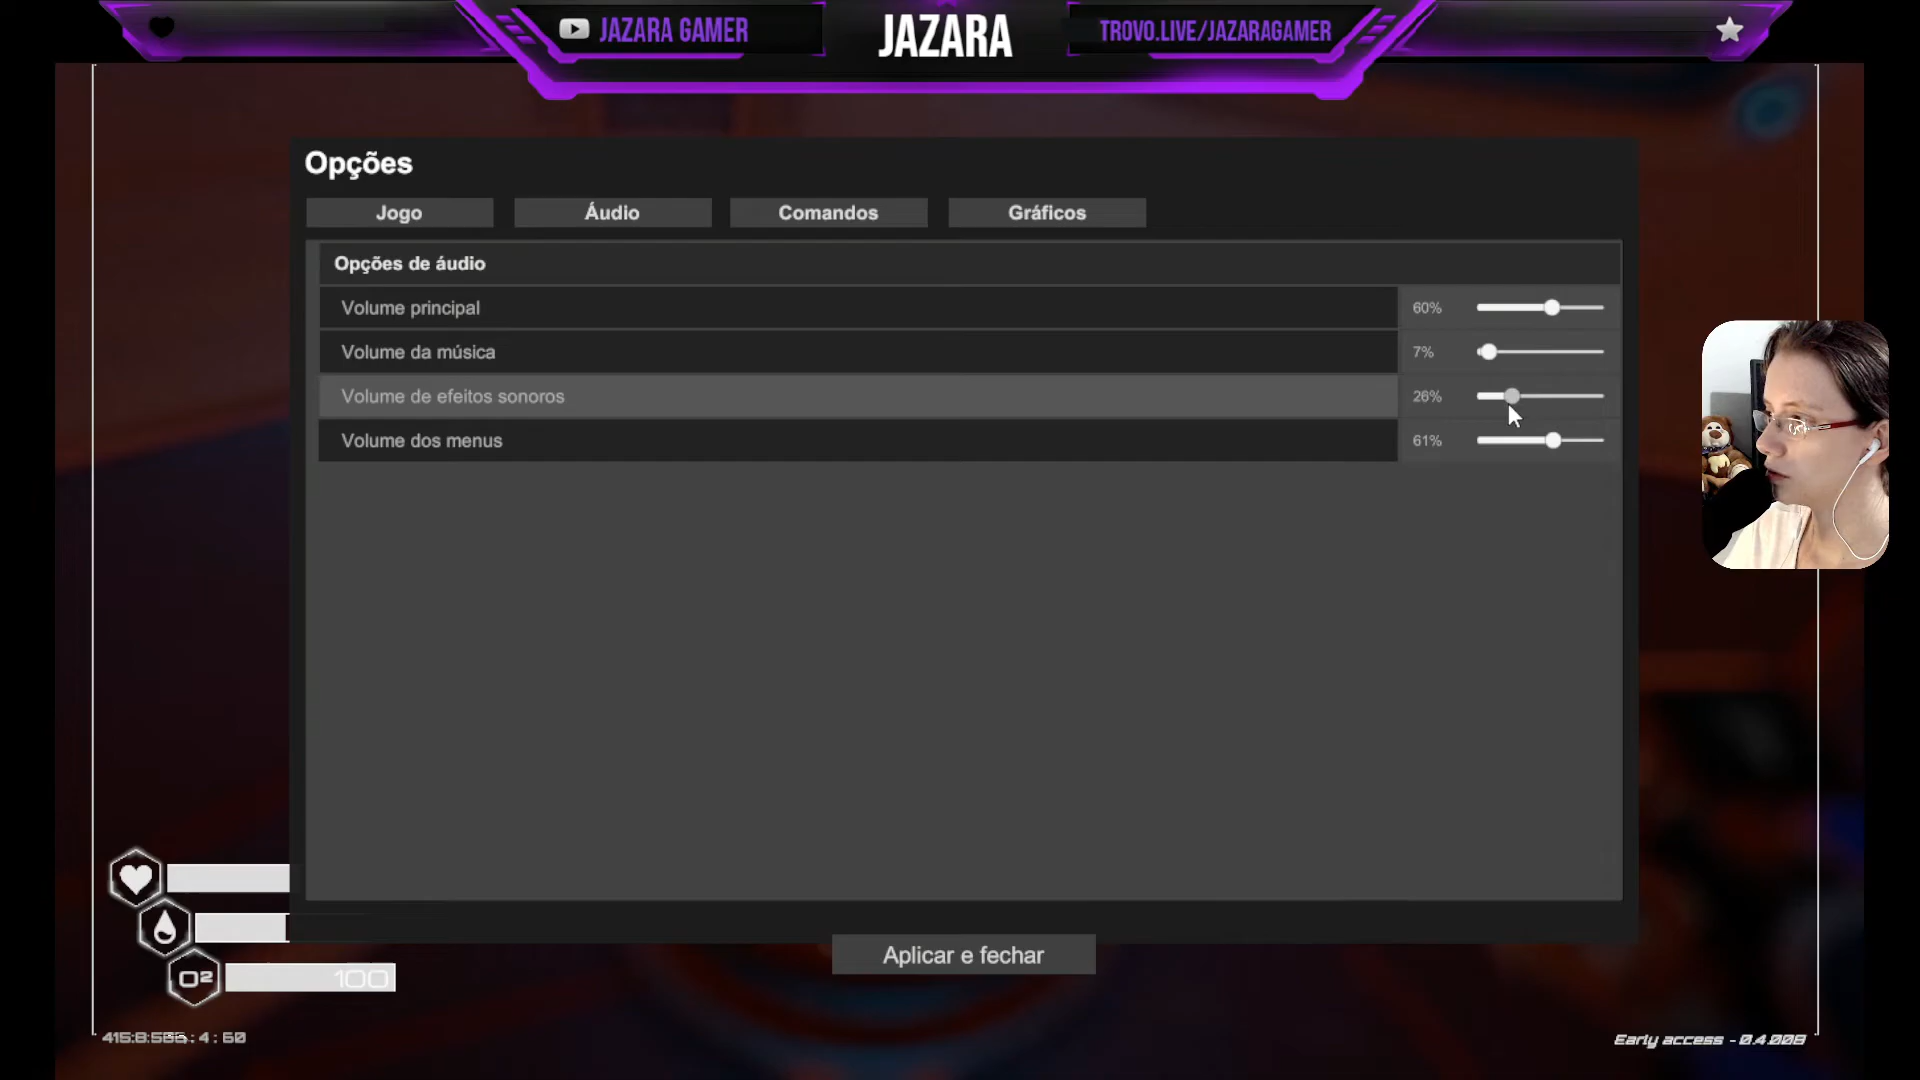 JAZARA GAMER
JAZARA
TROVO.LIVE/JAZARAGAMER
Opções
Jogo
Áudio
Comandos
Gráficos
Opções de áudio
Volume principal 60%
Volume da música 7%
Volume de efeitos sonoros 26%
Volume dos menus 61%
Aplicar e fechar
O²
100
Early access - 0.4.008